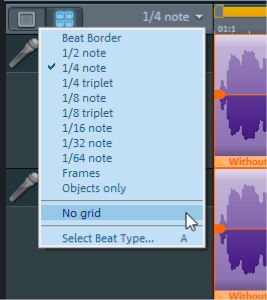 1/4 note
01:1
Beat Border
1/2 note
1/4 note
1/4 triplet
1/8 note
1/8 triplet
1/16 note
1/32 note
1/64 note
Frames
Objects only
Without
No grid
Select Beat Type... A
Without